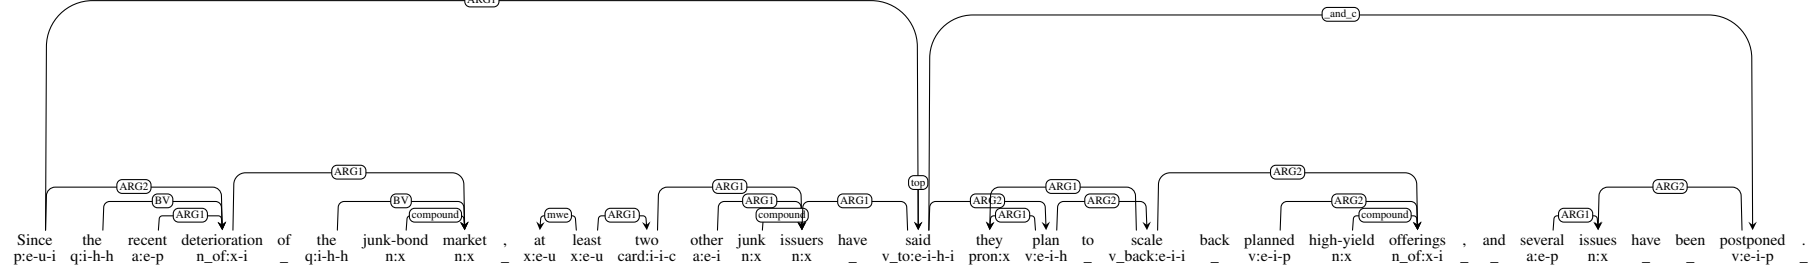 ARG1
_and_c
ARG1 ARG2
top
ARG2 ARG1 ARG1 ARG2
BV BV ARG1 ARG1 ARG2 ARG2 ARG2
ARG1 compound mwe ARG1 compound ARG1 compound ARG1
Since the recent deterioration of the junk-bond market , at least two other junk issuers have said they plan to scale back planned high-yield offerings , and several issues have been postponed .
p:e-u-i q:i-h-h a:e-p n_of:x-i _ q:i-h-h n:x n:x _ x:e-u x:e-u card:i-i-c a:e-i n:x n:x _ v_to:e-i-h-i pron:x v:e-i-h _ v_back:e-i-i _ v:e-i-p n:x n_of:x-i _ _ a:e-p n:x _ _ v:e-i-p _